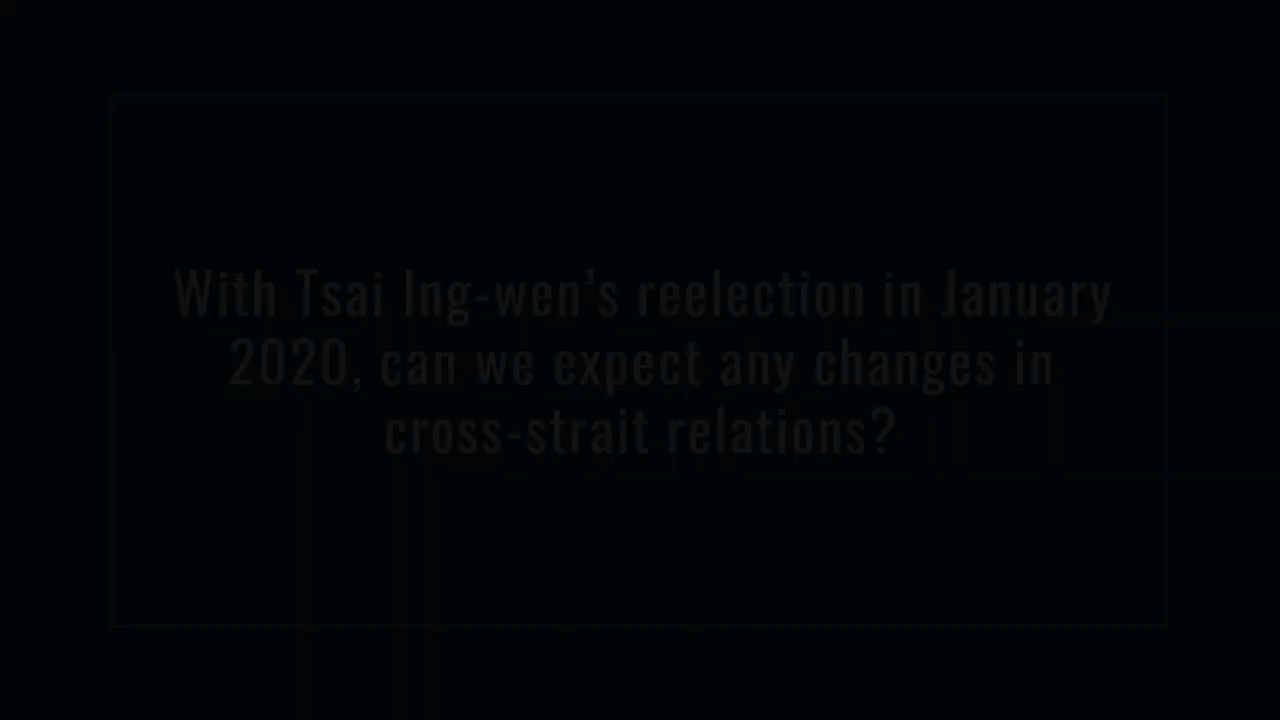 With Tsai Ing-wen’s reelection in January
2020, can we expect any changes in
cross-strait relations?